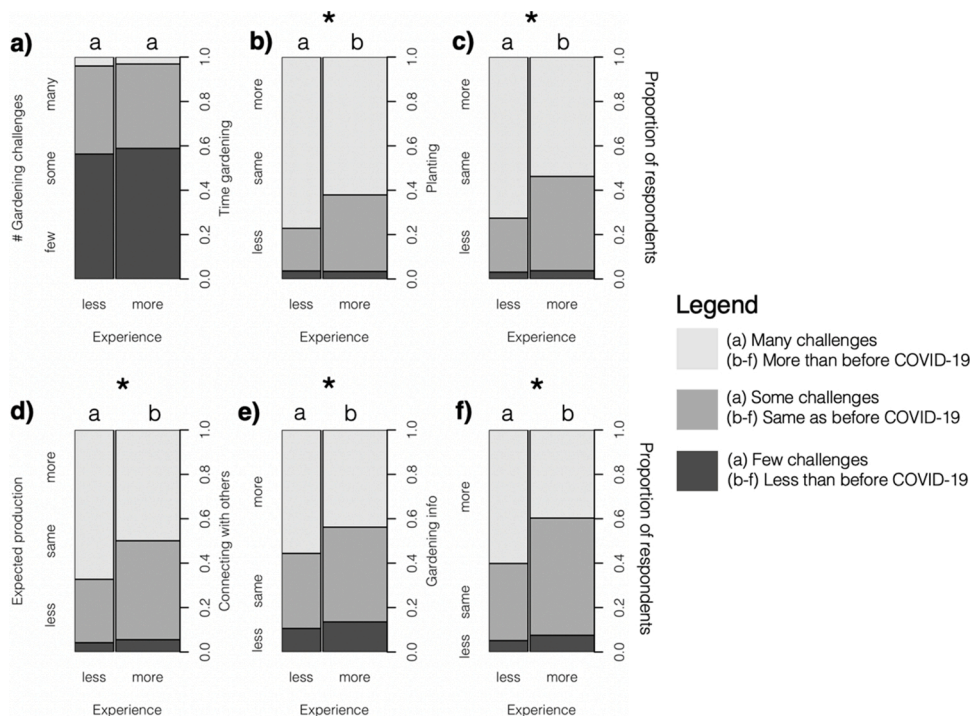 *
*
a)
a
a
b)
a
b
c)
a
b
# Gardening challenges
few
some
many
0.0
0.2
0.4
0.6
0.8
1.0
Time gardening
less
same
more
0.0
0.2
0.4
0.6
0.8
1.0
Planting
less
same
more
0.0
0.2
0.4
0.6
0.8
1.0
Proportion of respondents
less
more
Experience
less
more
Experience
less
more
Experience
*
*
*
d)
a
b
e)
a
b
f)
a
b
Expected production
less
same
more
0.0
0.2
0.4
0.6
0.8
1.0
Connecting with others
less
same
more
0.0
0.2
0.4
0.6
0.8
1.0
Gardening info
less
same
more
0.0
0.2
0.4
0.6
0.8
1.0
Proportion of respondents
less
more
Experience
less
more
Experience
less
more
Experience
Legend
(a) Many challenges
(b-f) More than before COVID-19
(a) Some challenges
(b-f) Same as before COVID-19
(a) Few challenges
(b-f) Less than before COVID-19